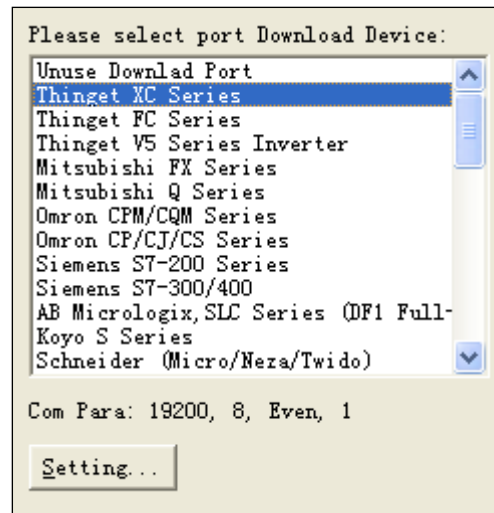 Please select port Download Device:
Unuse Downlad Port
Thinget XC Series
Thinget FC Series
Thinget V5 Series Inverter
Mitsubishi FX Series
Mitsubishi Q Series
Omron CPM/CQM Series
Omron CP/CJ/CS Series
Siemens S7-200 Series
Siemens S7-300/400
AB Micrologix,SLC Series (DF1 Full-
Koyo S Series
Schneider (Micro/Neza/Twido)
Com Para: 19200, 8, Even, 1
Setting...